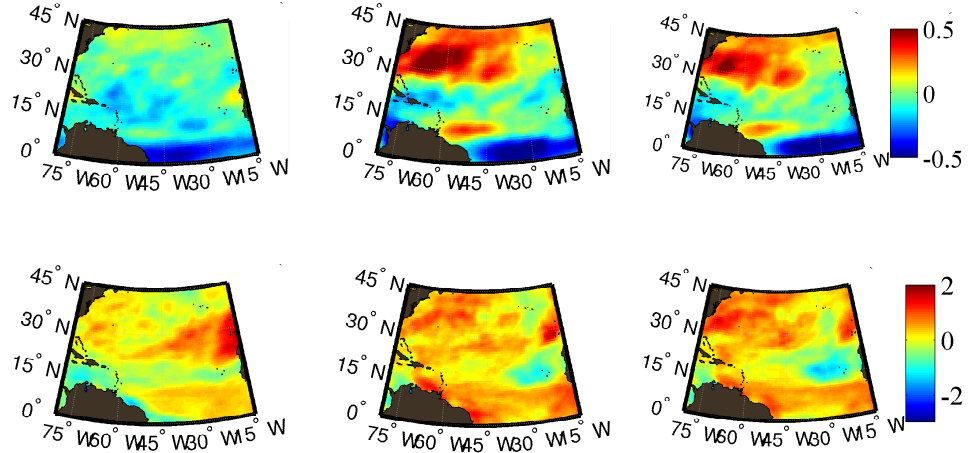 45° N 45° N 45° N 0.5
30° N 30° N 30° N
15° N 15° N 15° N 0
0° 0° 0° -0.5
75° W60° W45° W30° W15° W 75° W60° W45° W30° W15° W 75° W60° W45° W30° W15° W
45° N 45° N 45° N 2
30° N 30° N 30° N 0
15° N 15° N 15° N
0° 0° 0° -2
75° W60° W45° W30° W15° W 75° W60° W45° W30° W15° W 75° W60° W45° W30° W15° W